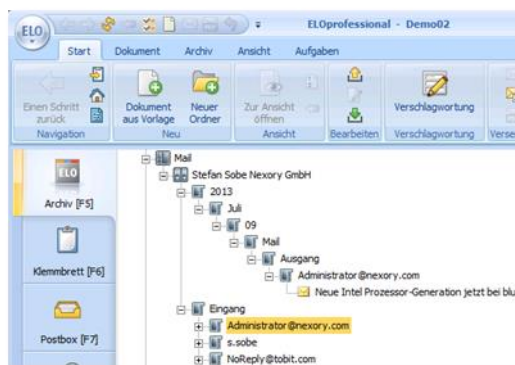 ELO
ELOprofessional - Demo02
Start Dokument Archiv Ansicht Aufgaben
Einen Schritt zurück
Dokument aus Vorlage
Neuer Ordner
Zur Ansicht öffnen
Verschlagwortung
Navigation Neu Ansicht Bearbeiten Verschlagwortung Verse
ELO
Archiv [F5]
Klemmbrett [F6]
Postbox [F7]
Mail
Stefan Sobe Nexory GmbH
2013
Juli
09
Mail
Ausgang
Administrator@nexory.com
Neue Intel Prozessor-Generation jetzt bei blu
Eingang
Administrator@nexory.com
s.sobe
NoReply@tobit.com